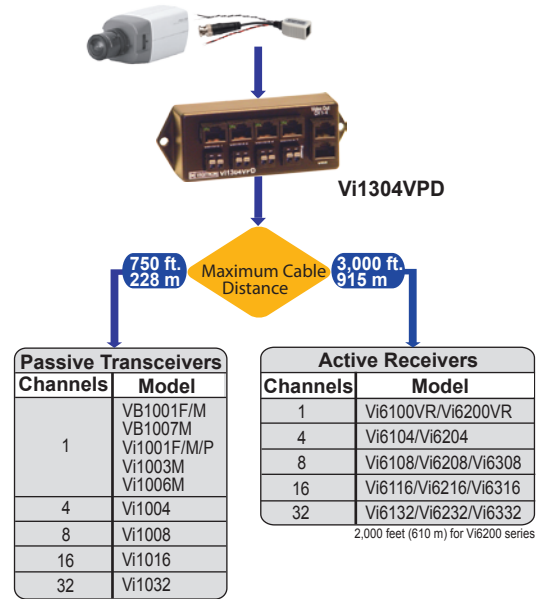 Video Out
Vi1304VPD
Vi1304VPD
750 ft.
228 m
Maximum Cable
Distance
3,000 ft.
915 m
Passive Transceivers
Channels Model
1
VB1001F/M
VB1007M
Vi1001F/M/P
Vi1003M
Vi1006M
4 Vi1004
8 Vi1008
16 Vi1016
32 Vi1032
Active Receivers
Channels Model
1 Vi6100VR/Vi6200VR
4 Vi6104/Vi6204
8 Vi6108/Vi6208/Vi6308
16 Vi6116/Vi6216/Vi6316
32 Vi6132/Vi6232/Vi6332
2,000 feet (610 m) for Vi6200 series